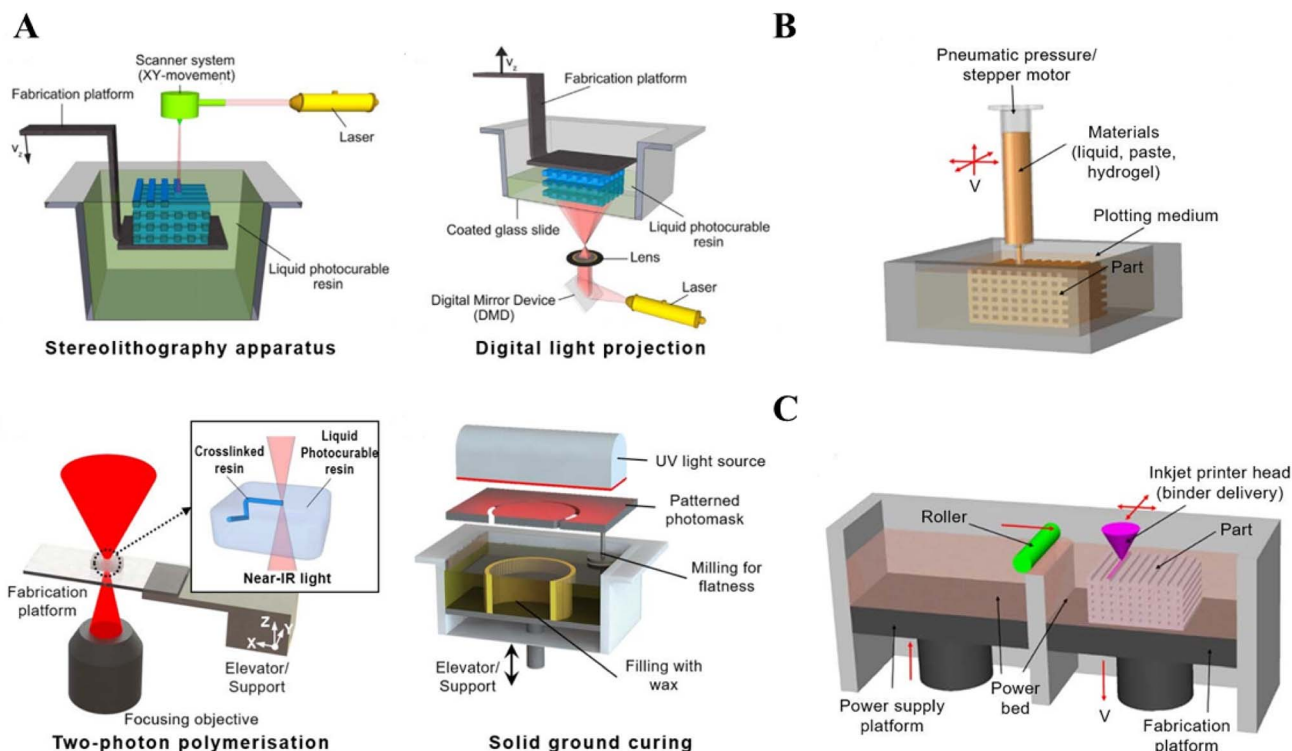 A
Scanner system
(XY-movement)
Fabrication platform
Laser
vz
Liquid photocurable
resin
Stereolithography apparatus
vz
Fabrication platform
Coated glass slide
Liquid photocurable
resin
Lens
Laser
Digital Mirror Device
(DMD)
Digital light projection
B
Pneumatic pressure/
stepper motor
Materials
(liquid, paste,
hydrogel)
V
Plotting medium
Part
Crosslinked
resin
Liquid
Photocurable
resin
Near-IR light
Fabrication
platform
Z
Y
X
Elevator/
Support
Focusing objective
Two-photon polymerisation
UV light source
Patterned
photomask
Milling for
flatness
Elevator/
Support
Filling with
wax
Solid ground curing
C
Inkjet printer head
(binder delivery)
Roller
Part
Power supply
platform
Power
bed
V
Fabrication
platform